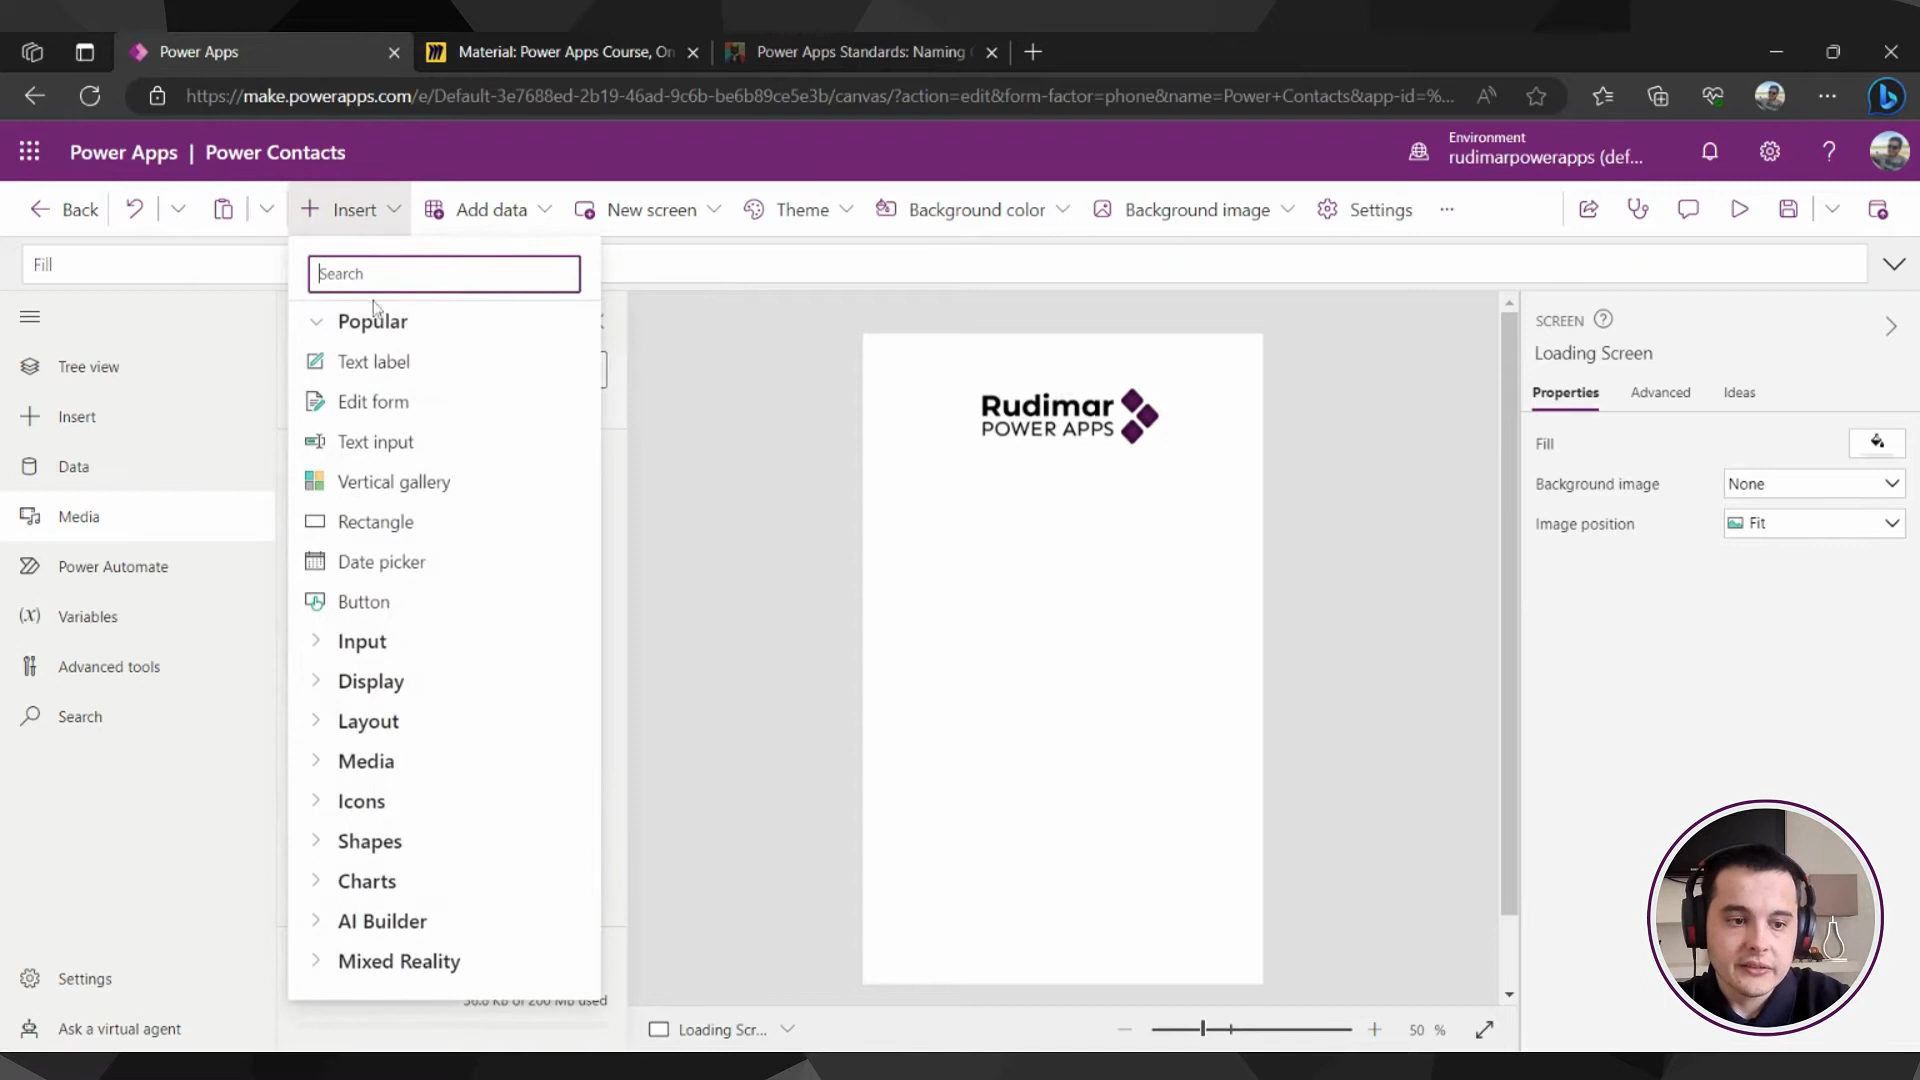 Power Apps
Material: Power Apps Course, On
Power Apps Standards: Naming
https://make.powerapps.com/e/Default-3e7688ed-2b19-46ad-9c6b-be6b89ce5e3b/canvas/?action=edit&form-factor=phone&name=Power+Contacts&app-id=%...
Power Apps | Power Contacts
Environment
rudimarpowerapps (def...
Back
Insert
Add data
New screen
Theme
Background color
Background image
Settings
Fill
Search
Popular
Text label
Edit form
Text input
Vertical gallery
Rectangle
Date picker
Button
Input
Display
Layout
Media
Icons
Shapes
Charts
AI Builder
Mixed Reality
Tree view
Insert
Data
Media
Power Automate
Variables
Advanced tools
Search
Settings
Ask a virtual agent
Rudimar
POWER APPS
Loading Scr...
50 %
SCREEN
Loading Screen
Properties
Advanced
Ideas
Fill
Background image
None
Image position
Fit